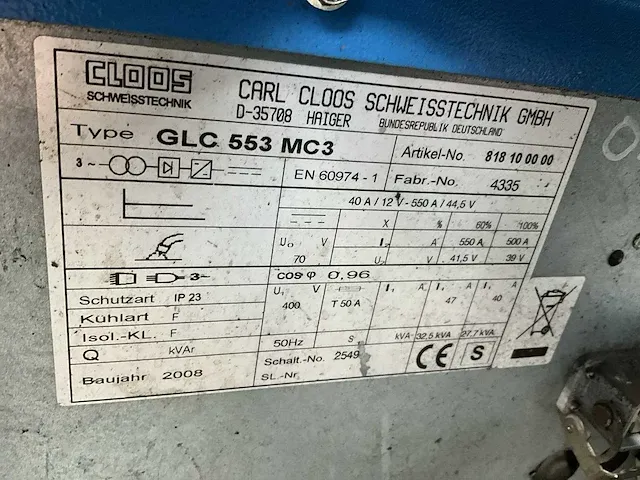 CLOOS
SCHWEISSTECHNIK
CARL CLOOS SCHWEISSTECHNIK GMBH
D-35708 HAIGER BUNDESREPUBLIK DEUTSCHLAND
Type GLC 553 MC3
Artikel-No. 818 10 00 00
3~
EN 60974-1
Fabr.-No. 4335
40 A / 12 V - 550 A / 44,5 V
X % 60% 100%
U₀ V I₂ A 550 A 500 A
70 U₂ V 41,5 V 39 V
3~ cos φ 0,96
Schutzart IP 23
U₁ V I₁ A I₁ A I₁ A
400 T 50 A 47 40
Kühlart F
Isol.-KL. F
50Hz S kVA 32,5 kVA 27,7 kVA
Q kVAr
Schalt.-No. 2549
CE S
Baujahr 2008
SL.-Nr.